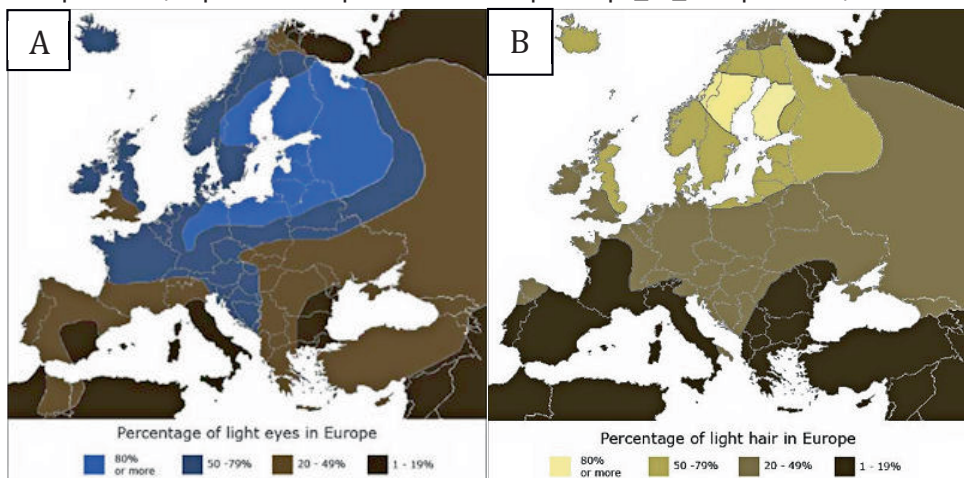 A
B
Percentage of light eyes in Europe
80% or more
50 -79%
20 - 49%
1 - 19%
Percentage of light hair in Europe
80% or more
50 -79%
20 - 49%
1 - 19%